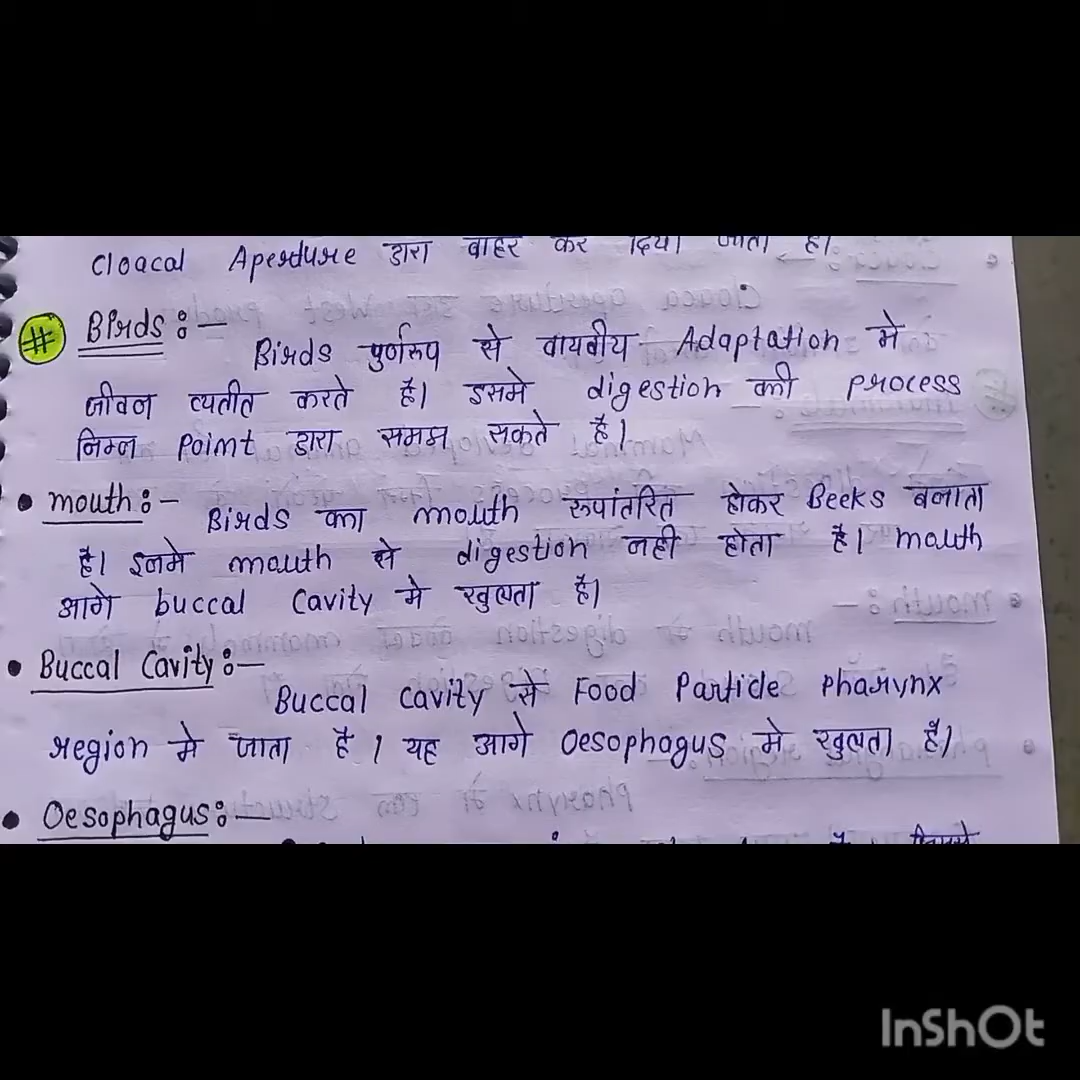 Cloacal Aperture द्वारा बाहर कर दिया जाता है।
# Birds :-
Birds पुर्णरुप से वायवीय Adaptation मे
जीवन व्यतीत करते है। इसमे digestion की process
निम्न Point द्वारा समझ सकते है।
• mouth :-
Birds का mouth रुपांतरित होकर Beeks बनाता
है। इनमे mouth से digestion नही होता है। mouth
आगे buccal Cavity मे खुलता है।
• Buccal Cavity :-
Buccal Cavity से Food Particle Pharynx
region मे जाता है। यह आगे Oesophagus मे खुलता है।
• Oesophagus :-
InShOt